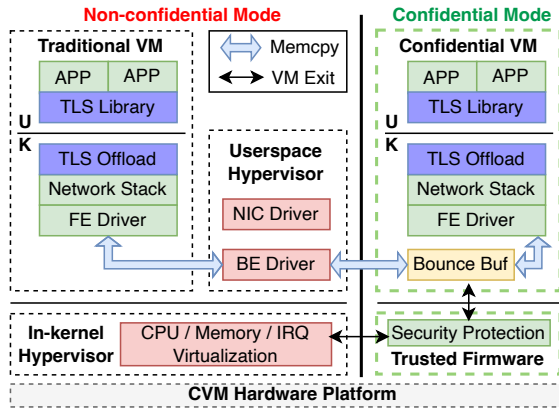 Non-confidential Mode
Confidential Mode
Traditional VM
APP APP
TLS Library
U
K
TLS Offload
Network Stack
FE Driver
Memcpy
VM Exit
Userspace
Hypervisor
NIC Driver
BE Driver
Confidential VM
APP APP
TLS Library
U
K
TLS Offload
Network Stack
FE Driver
Bounce Buf
In-kernel
Hypervisor
CPU / Memory / IRQ
Virtualization
Security Protection
Trusted Firmware
CVM Hardware Platform